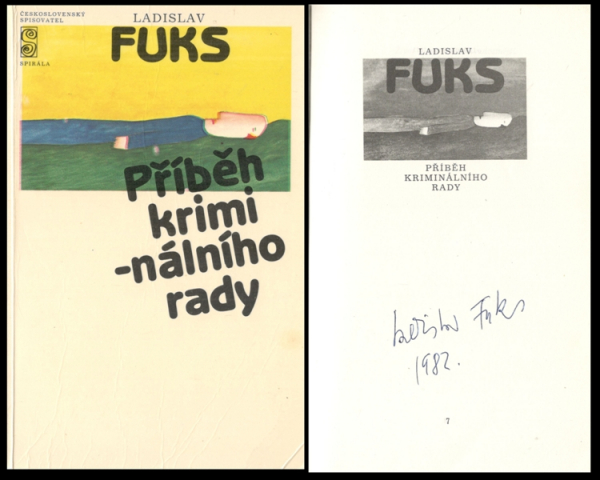 ČESKOSLOVENSKÝ
SPISOVATEL
SPIRÁLA
LADISLAV
FUKS
Příběh
krimi
-nálního
rady
LADISLAV
FUKS
PŘÍBĚH
KRIMINÁLNÍHO
RADY
Ladislav Fuks
1982.
7